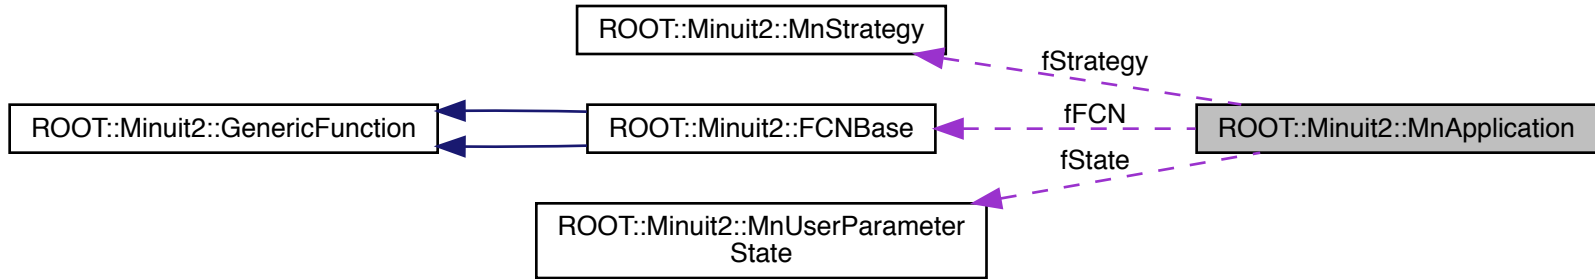 ROOT::Minuit2::MnStrategy
fStrategy
ROOT::Minuit2::GenericFunction
ROOT::Minuit2::FCNBase
fFCN
ROOT::Minuit2::MnApplication
fState
ROOT::Minuit2::MnUserParameter
State